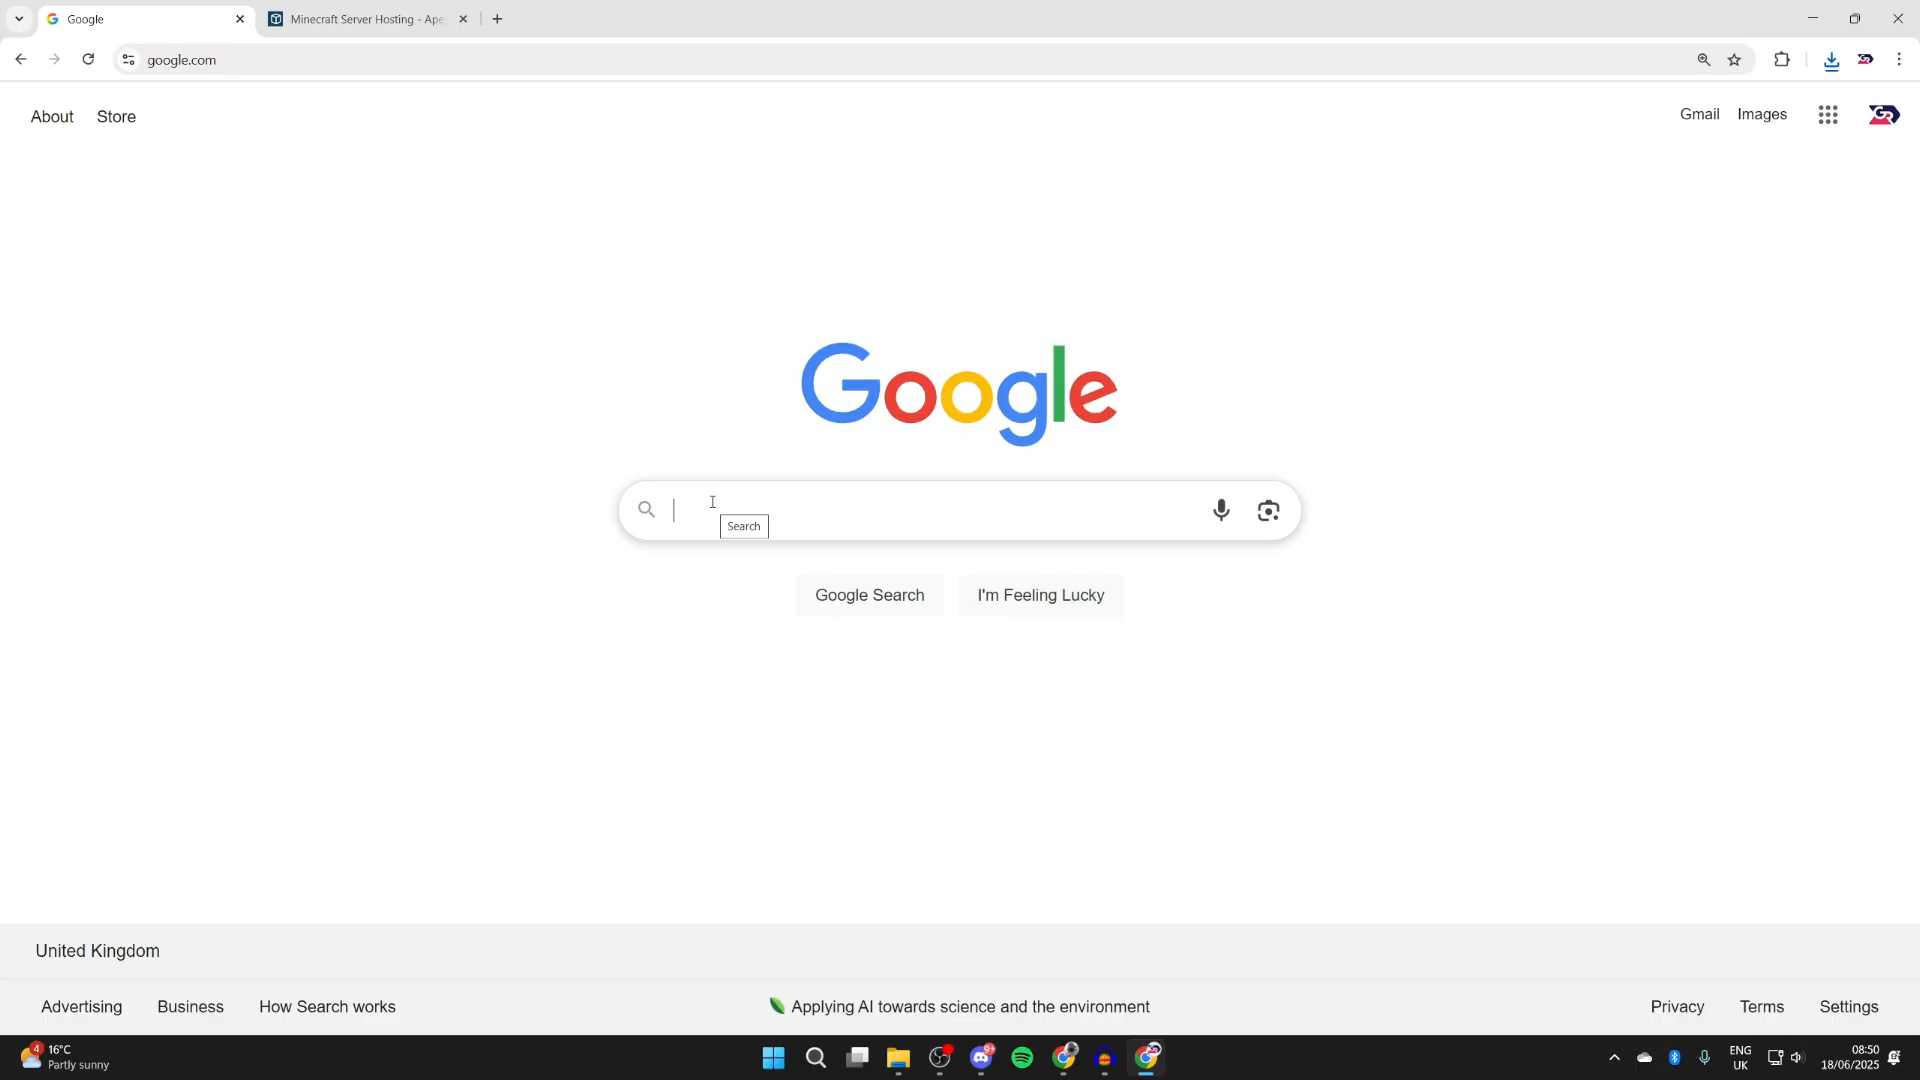 Google
Minecraft Server Hosting - Ape
google.com
About
Store
Gmail
Images
Google
Search
Google Search
I'm Feeling Lucky
United Kingdom
Advertising
Business
How Search works
Applying AI towards science and the environment
Privacy
Terms
Settings
4
16°C
Partly sunny
9+
ENG
UK
08:50
18/06/2025